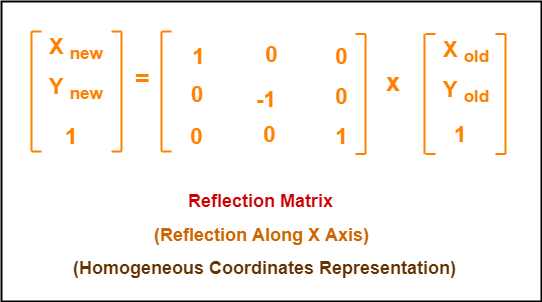 X new = 1 0 0 x X old
Y new 0 -1 0 Y old
1 0 0 1 1
Reflection Matrix
(Reflection Along X Axis)
(Homogeneous Coordinates Representation)